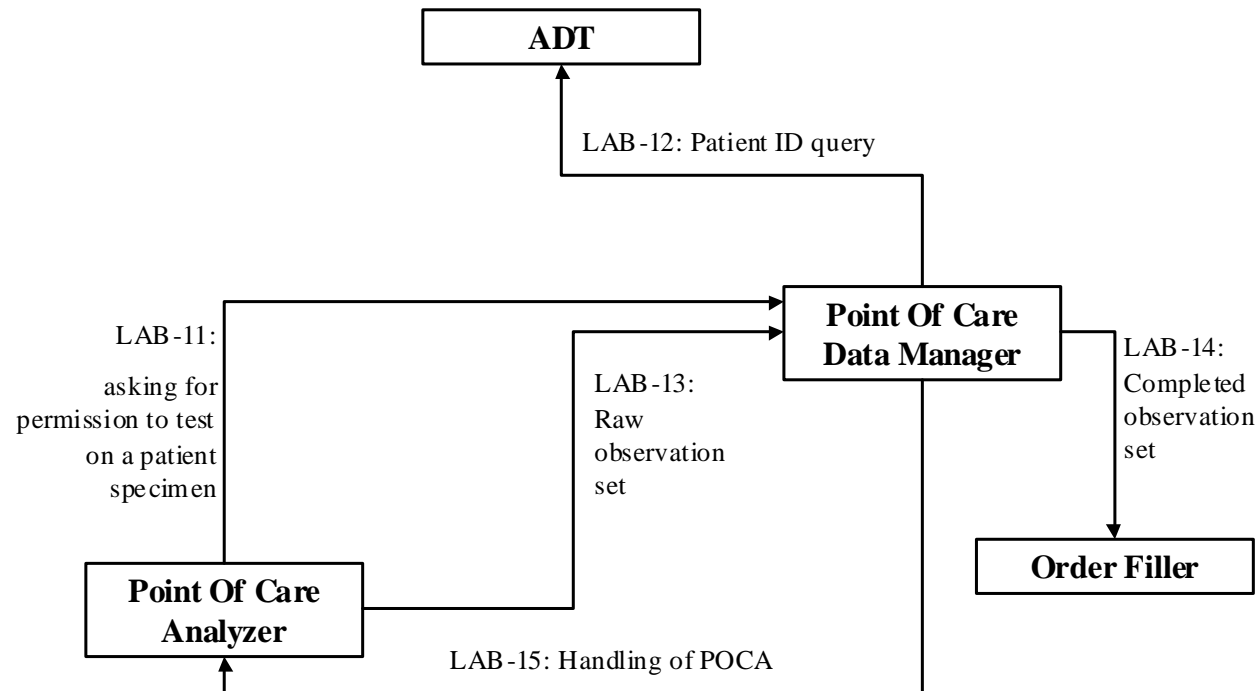 ADT
LAB-12: Patient ID query
Point Of Care
Data Manager
LAB-11:
asking for
permission to test
on a patient
specimen
LAB-13:
Raw
observation
set
LAB-14:
Completed
observation
set
Point Of Care
Analyzer
Order Filler
LAB-15: Handling of POCA